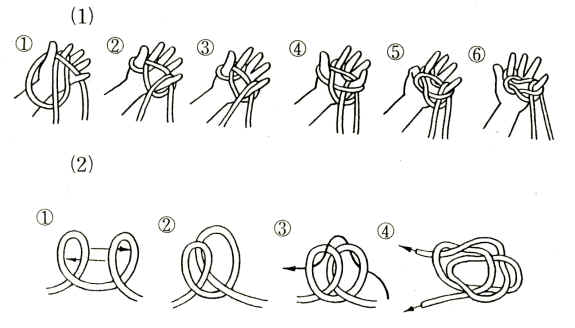 (1)
① ② ③ ④ ⑤ ⑥
(2)
① ② ③ ④